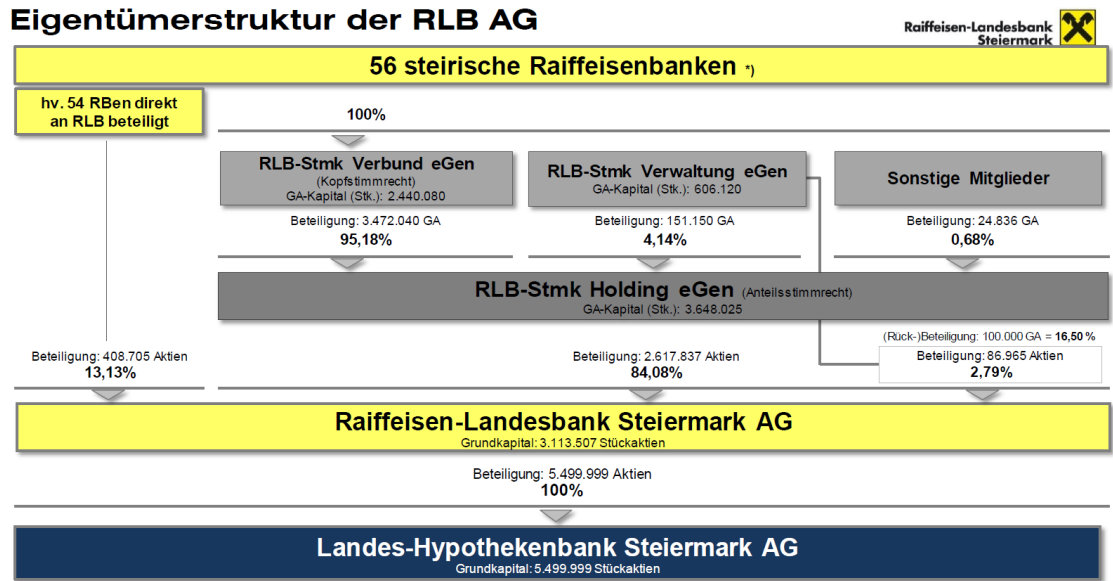 Eigentümerstruktur der RLB AG
Raiffeisen-Landesbank
Steiermark
56 steirische Raiffeisenbanken *)
hv. 54 RBen direkt
an RLB beteiligt
100%
RLB-Stmk Verbund eGen
(Kopfstimmrecht)
GA-Kapital (Stk.): 2.440.080
RLB-Stmk Verwaltung eGen
GA-Kapital (Stk.): 606.120
Sonstige Mitglieder
Beteiligung: 3.472.040 GA
95,18%
Beteiligung: 151.150 GA
4,14%
Beteiligung: 24.836 GA
0,68%
RLB-Stmk Holding eGen (Anteilsstimmrecht)
GA-Kapital (Stk.): 3.648.025
(Rück-)Beteiligung: 100.000 GA = 16,50 %
Beteiligung: 408.705 Aktien
13,13%
Beteiligung: 2.617.837 Aktien
84,08%
Beteiligung: 86.965 Aktien
2,79%
Raiffeisen-Landesbank Steiermark AG
Grundkapital: 3.113.507 Stückaktien
Beteiligung: 5.499.999 Aktien
100%
Landes-Hypothekenbank Steiermark AG
Grundkapital: 5.499.999 Stückaktien